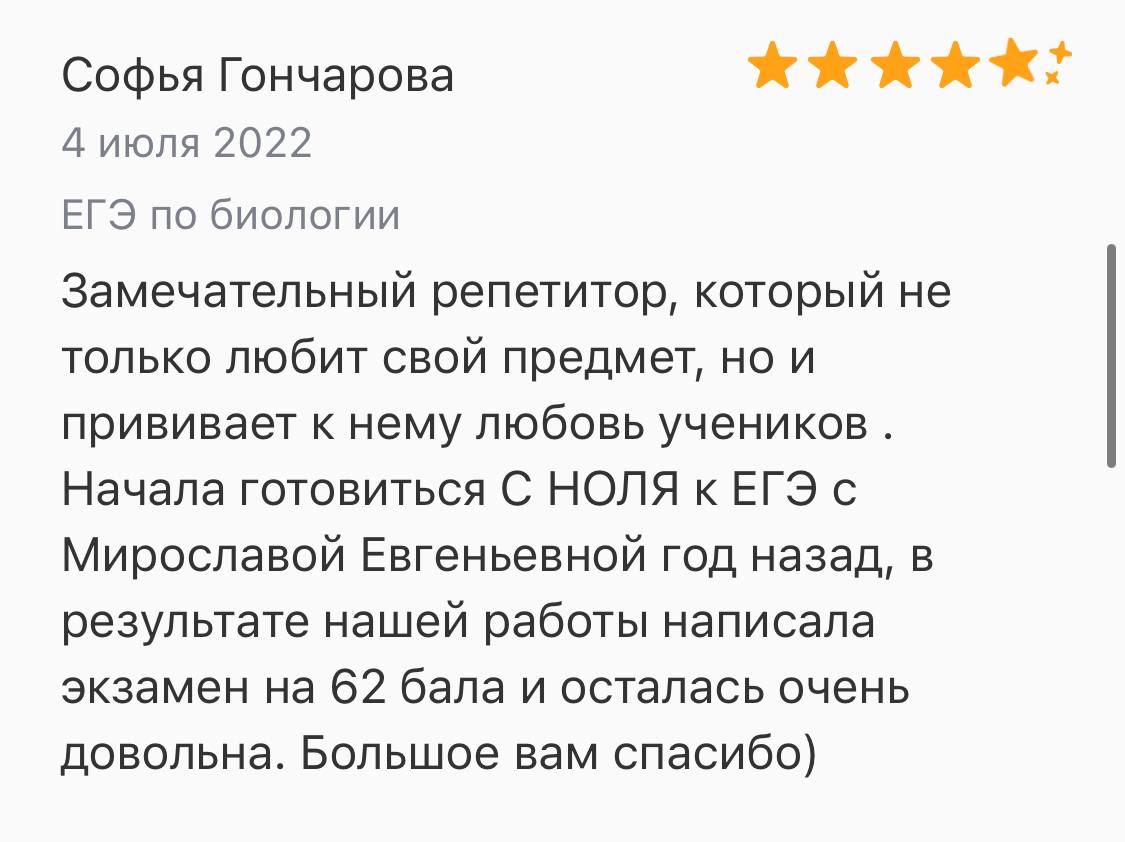 Софья Гончарова
4 июля 2022
ЕГЭ по биологии
Замечательный репетитор, который не
только любит свой предмет, но и
прививает к нему любовь учеников .
Начала готовиться С НОЛЯ к ЕГЭ с
Мирославой Евгеньевной год назад, в
результате нашей работы написала
экзамен на 62 бала и осталась очень
довольна. Большое вам спасибо)